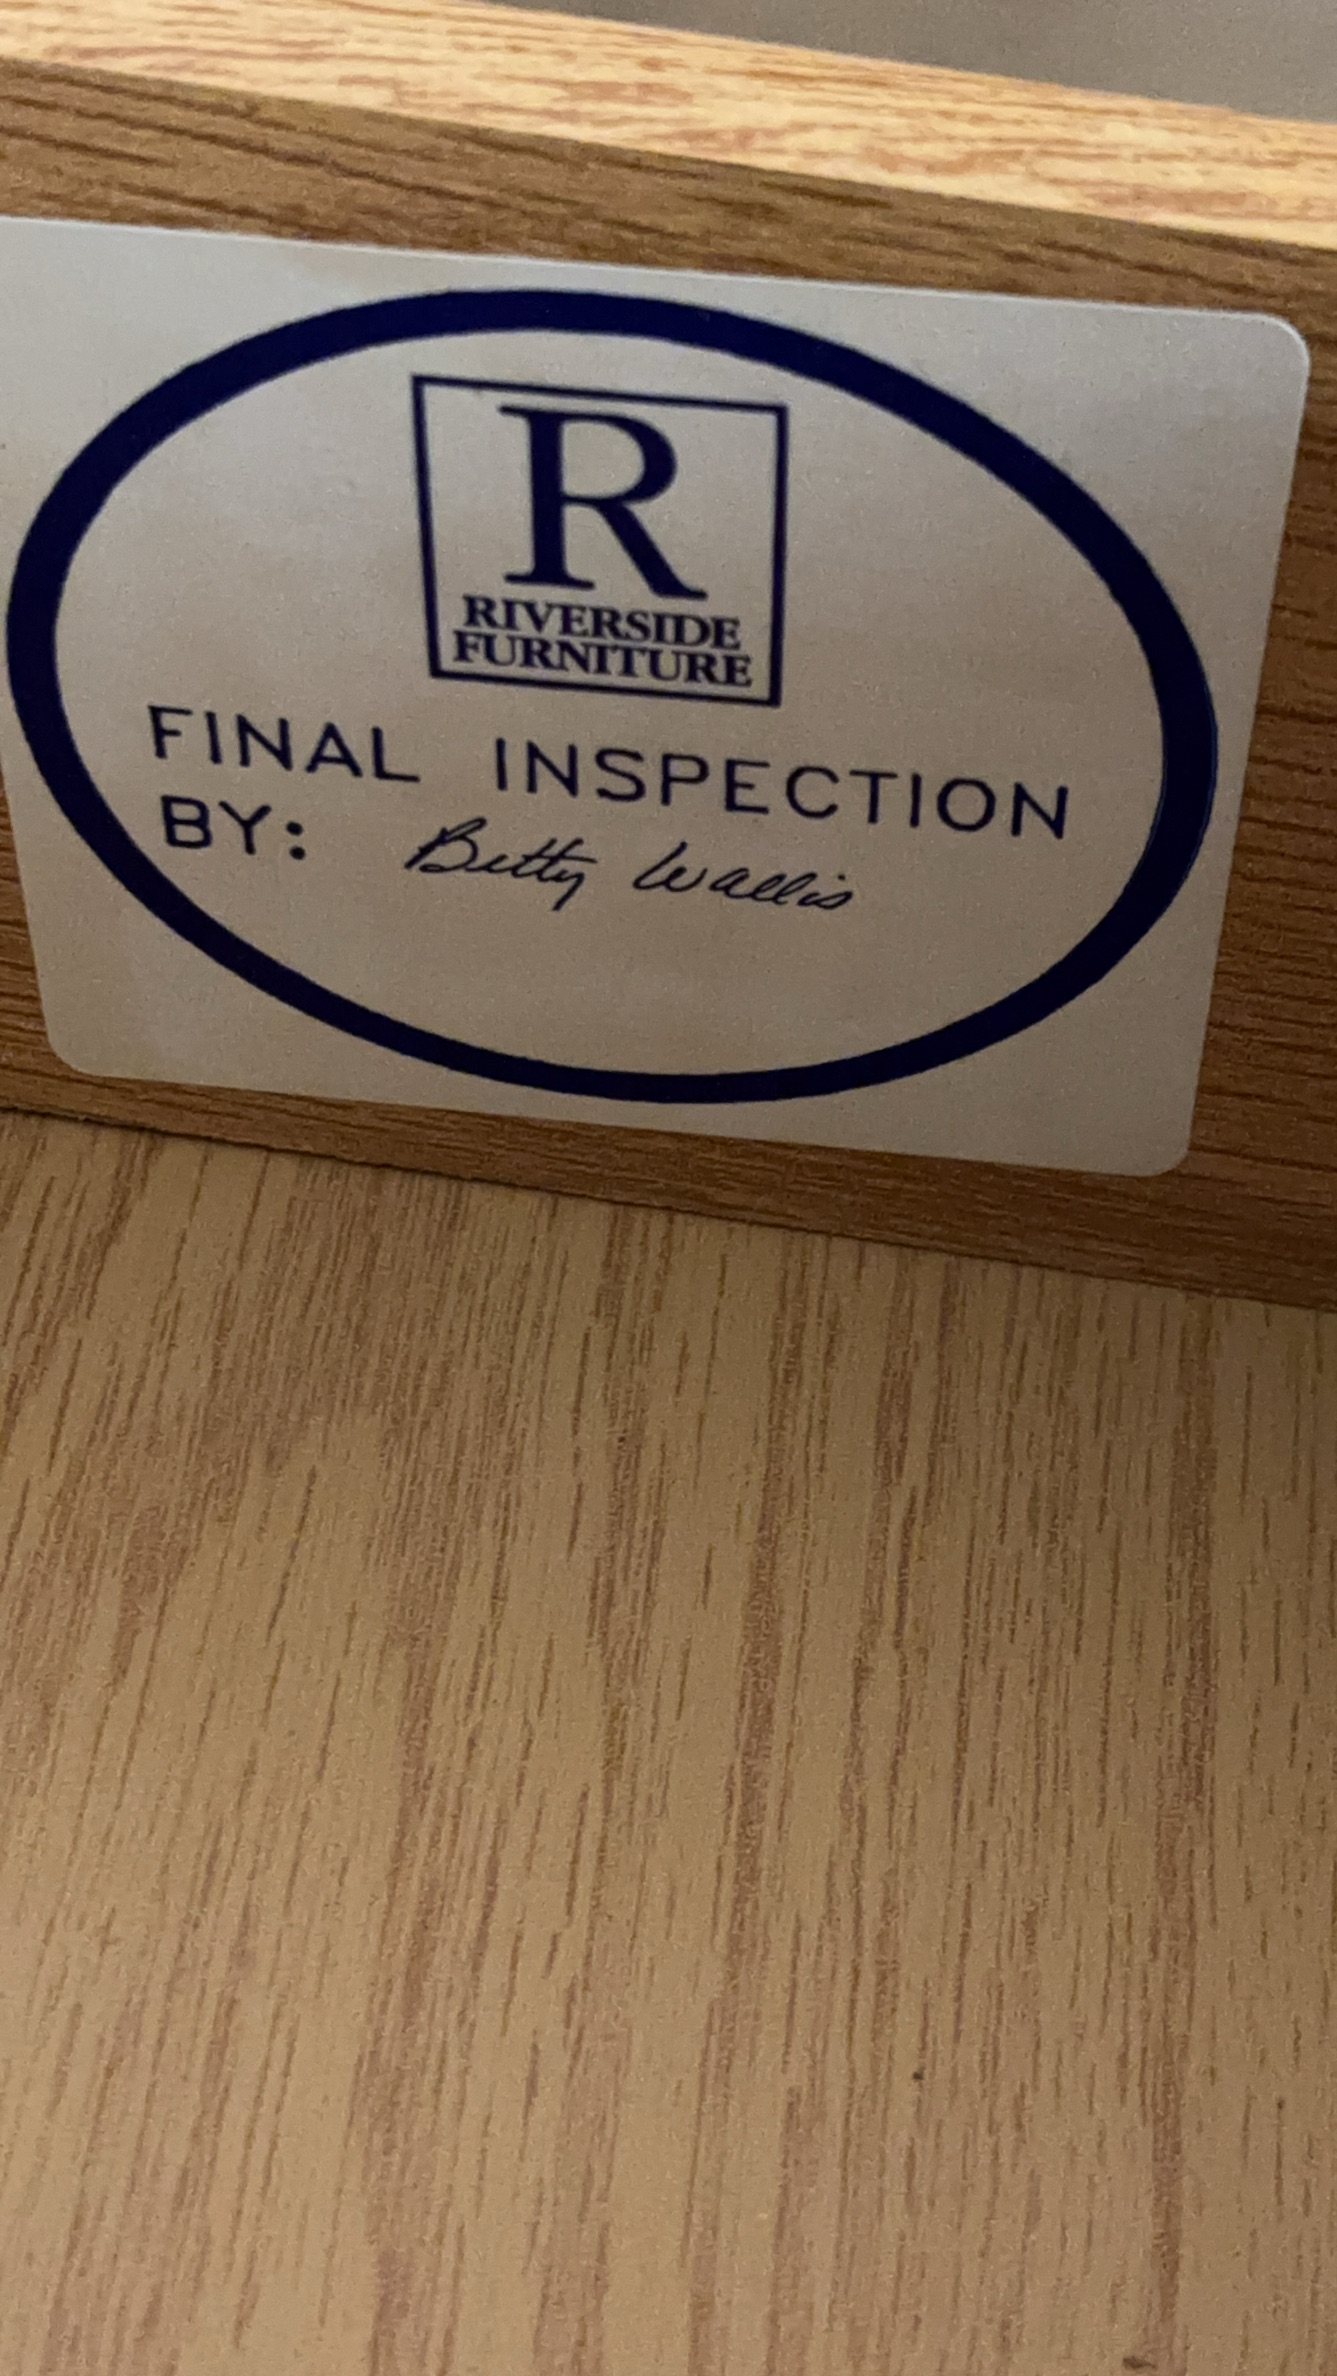 R
RIVERSIDE
FURNITURE
FINAL INSPECTION
BY: Betty Wallis